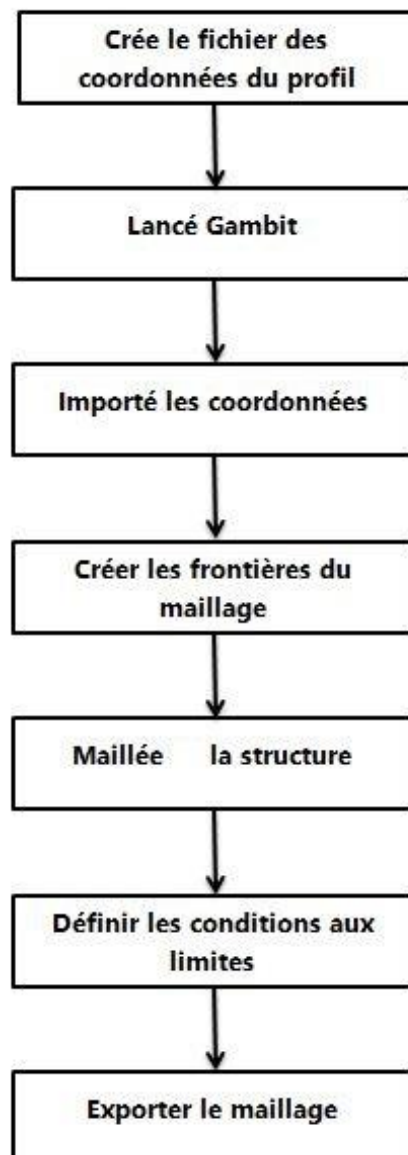 Crée le fichier des
coordonnées du profil
Lancé Gambit
Importé les coordonnées
Créer les frontières du
maillage
Maillée la structure
Définir les conditions aux
limites
Exporter le maillage